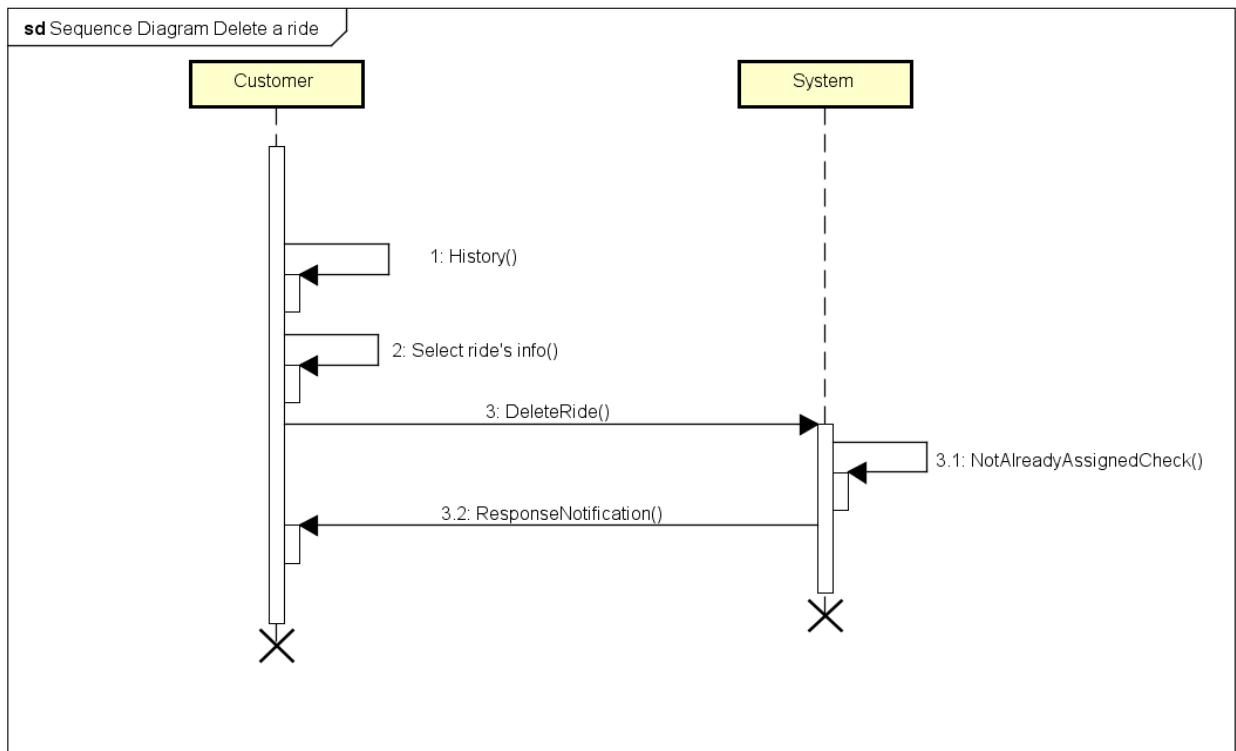 sd Sequence Diagram Delete a ride
Customer
System
1: History()
2: Select ride's info()
3: DeleteRide()
3.1: NotAlreadyAssignedCheck()
3.2: ResponseNotification()